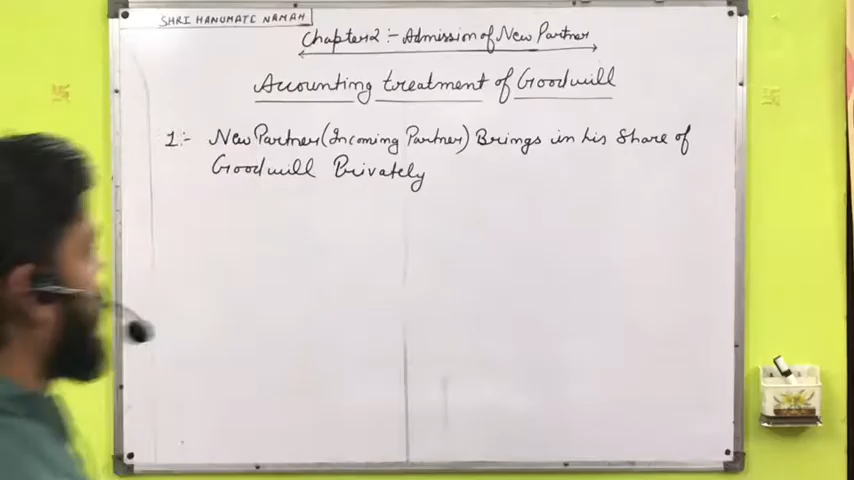 SHRI HANUMATE NAMAH
Chapter 2 :- Admission of New Partner
Accounting treatment of Goodwill
1:- New Partner (Incoming Partner) Brings in his Share of
Goodwill Privately